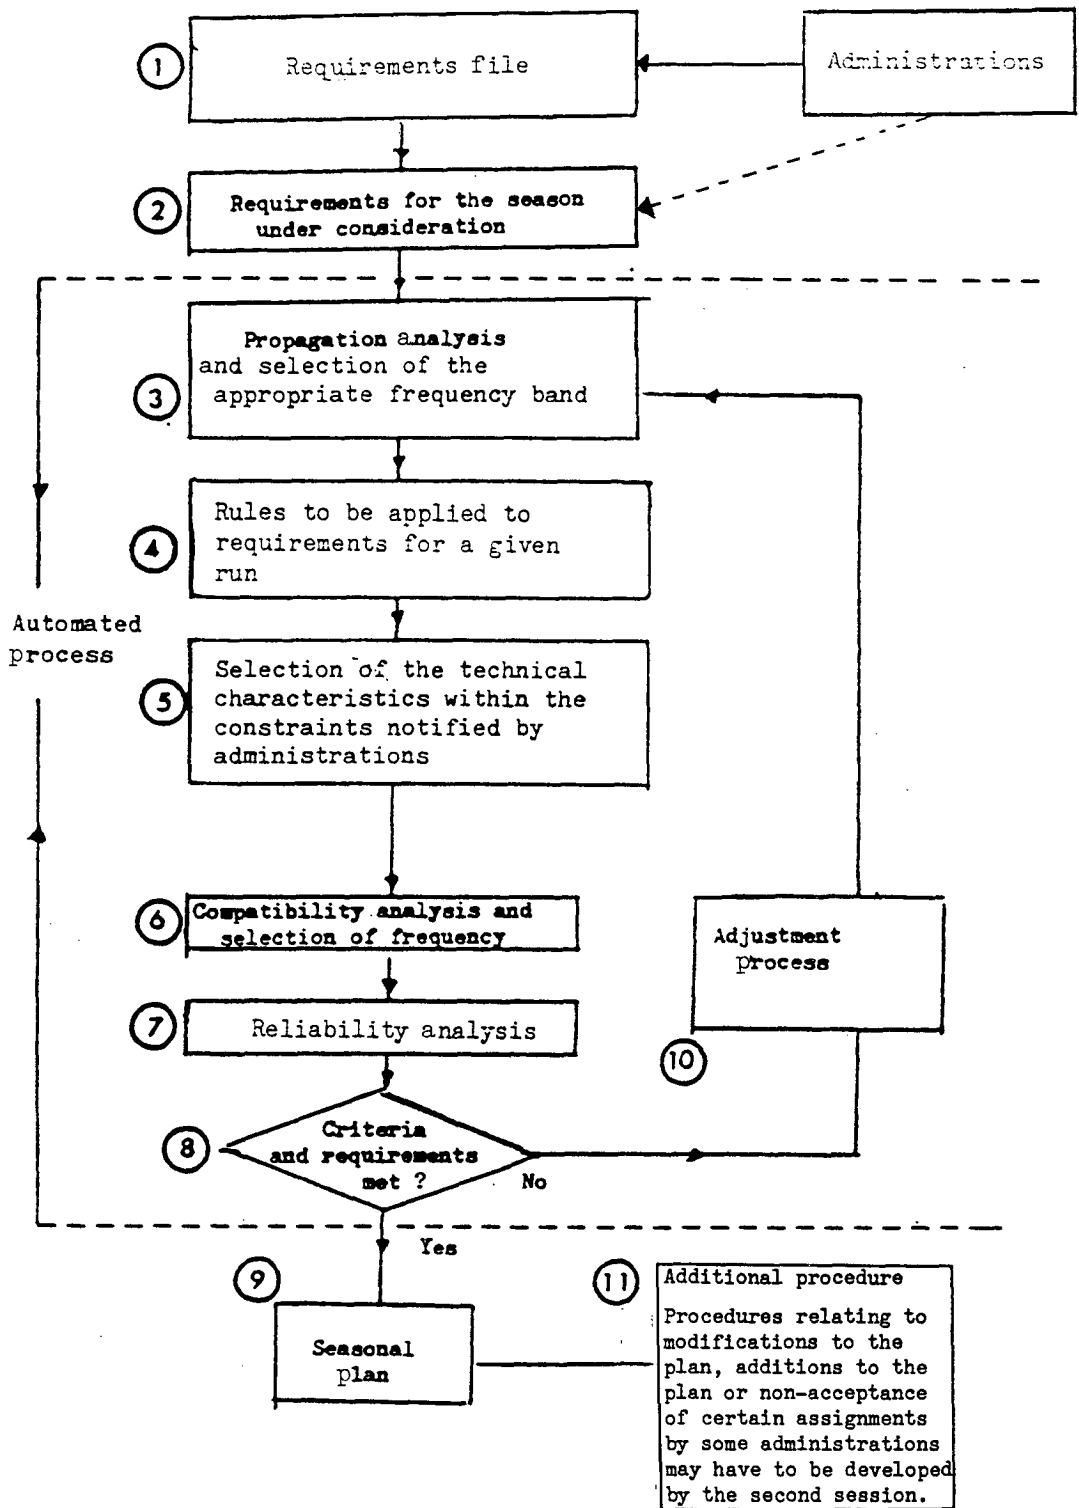 1
Requirements file
Administrations
2
Requirements for the season
under consideration
3
Propagation analysis
and selection of the
appropriate frequency band
4
Rules to be applied to
requirements for a given
run
Automated
process
5
Selection of the technical
characteristics within the
constraints notified by
administrations
6
Compatibility analysis and
selection of frequency
Adjustment
process
7
Reliability analysis
10
8
Criteria
and requirements
met ?
No
Yes
9
Seasonal
plan
11
Additional procedure
Procedures relating to
modifications to the
plan, additions to the
plan or non-acceptance
of certain assignments
by some administrations
may have to be developed
by the second session.